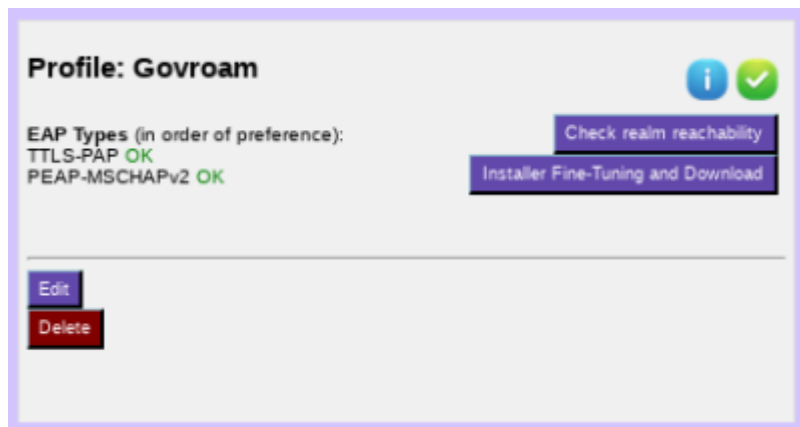 Profile: Govroam
i
EAP Types (in order of preference):
TTLS-PAP OK
PEAP-MSCHAPv2 OK
Check realm reachability
Installer Fine-Tuning and Download
Edit
Delete